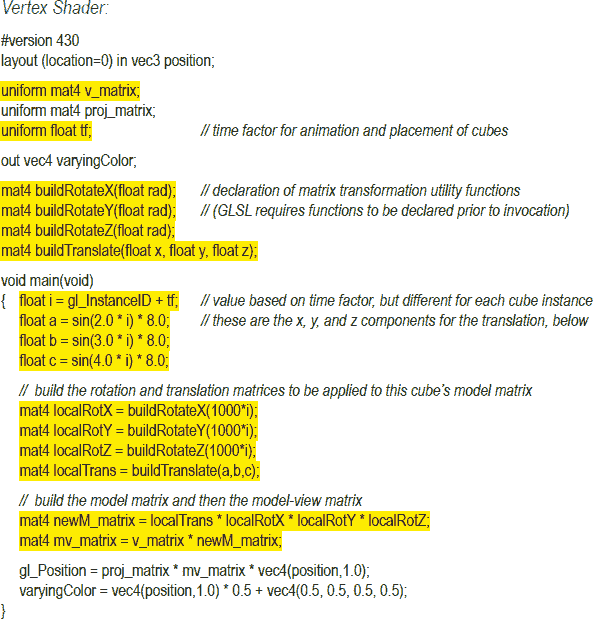 Vertex Shader:
#version 430
layout (location=0) in vec3 position;
uniform mat4 v_matrix;
uniform mat4 proj_matrix;
uniform float tf; // time factor for animation and placement of cubes
out vec4 varyingColor;
mat4 buildRotateX(float rad); // declaration of matrix transformation utility functions
mat4 buildRotateY(float rad); // (GLSL requires functions to be declared prior to invocation)
mat4 buildRotateZ(float rad);
mat4 buildTranslate(float x, float y, float z);
void main(void)
{ float i = gl_InstanceID + tf; // value based on time factor, but different for each cube instance
float a = sin(2.0 * i) * 8.0; // these are the x, y, and z components for the translation, below
float b = sin(3.0 * i) * 8.0;
float c = sin(4.0 * i) * 8.0;
// build the rotation and translation matrices to be applied to this cube’s model matrix
mat4 localRotX = buildRotateX(1000*i);
mat4 localRotY = buildRotateY(1000*i);
mat4 localRotZ = buildRotateZ(1000*i);
mat4 localTrans = buildTranslate(a,b,c);
// build the model matrix and then the model-view matrix
mat4 newM_matrix = localTrans * localRotX * localRotY * localRotZ;
mat4 mv_matrix = v_matrix * newM_matrix;
gl_Position = proj_matrix * mv_matrix * vec4(position,1.0);
varyingColor = vec4(position,1.0) * 0.5 + vec4(0.5, 0.5, 0.5, 0.5);
}